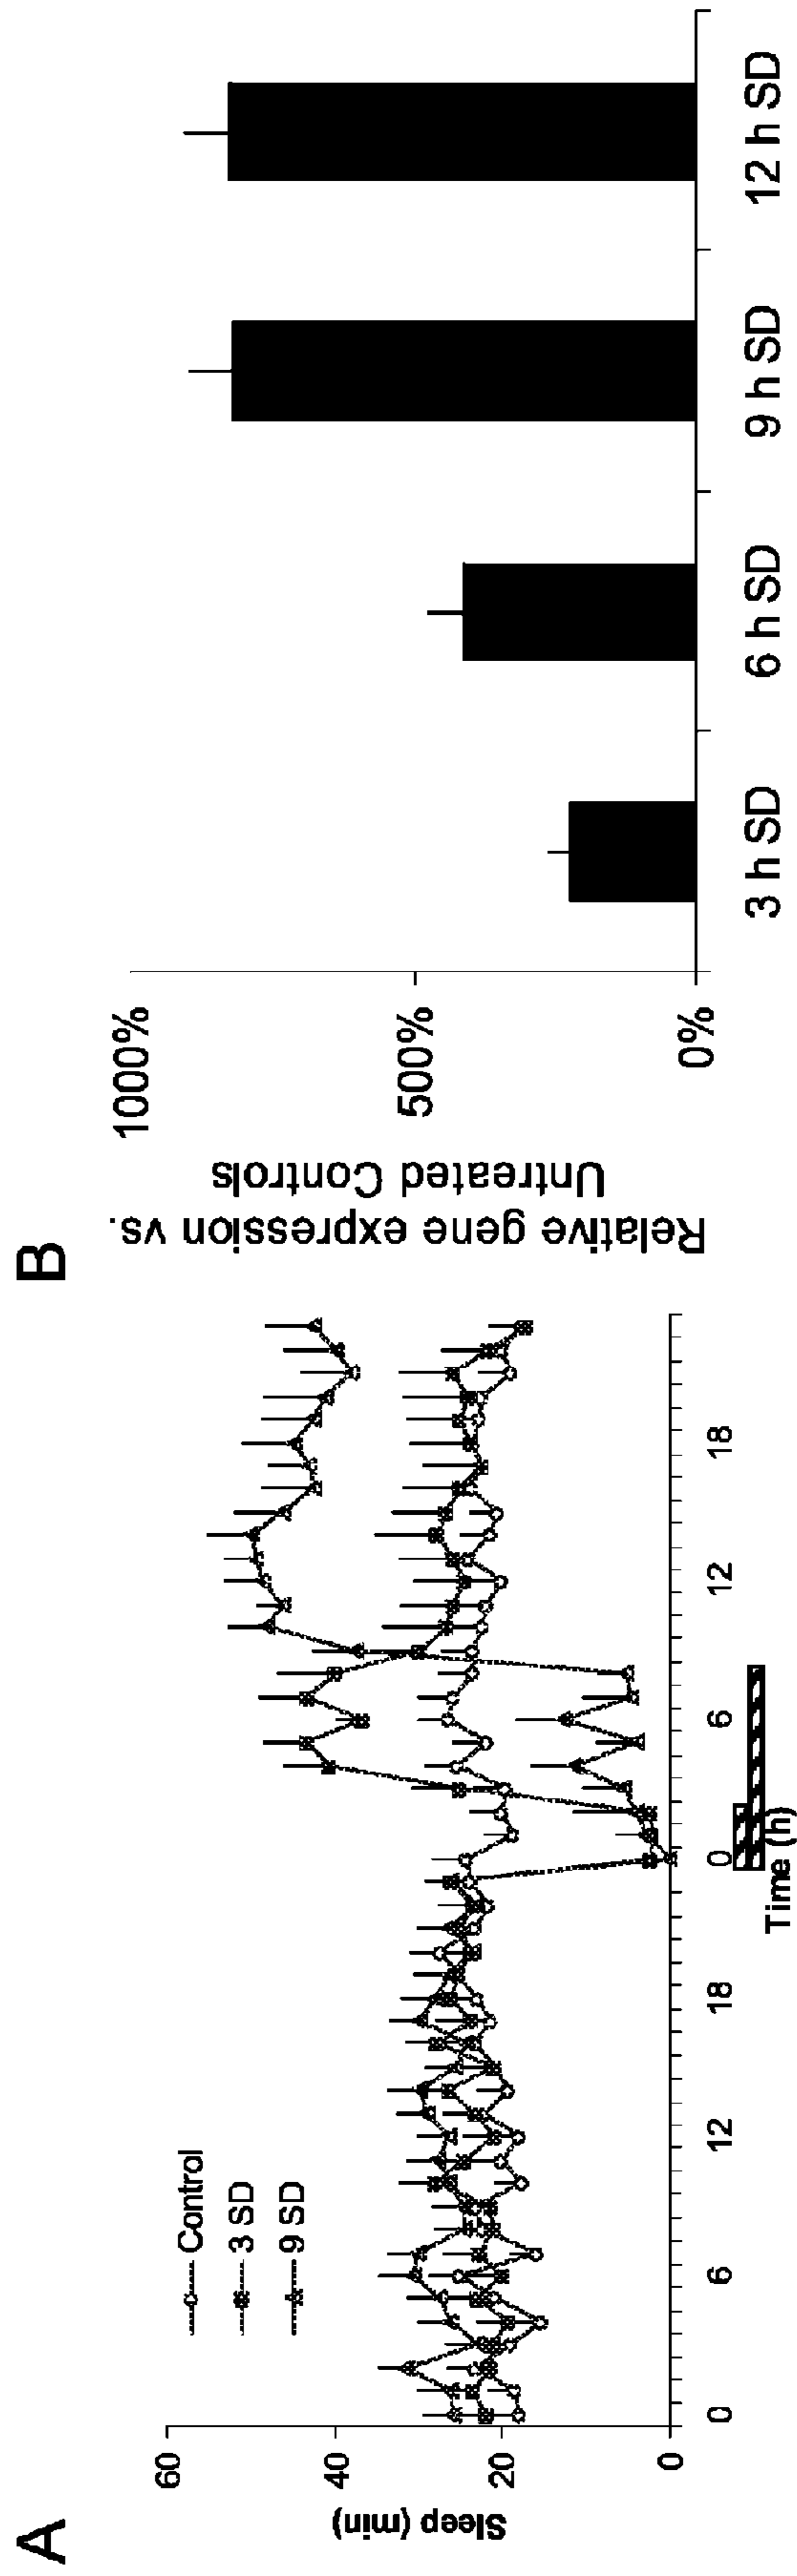 A
60
40
20
0
Sleep (min)
Control
3 SD
9 SD
0 6 12 18 0 6 12 18
Time (h)
B
1000%
500%
0%
Relative gene expression vs.
Untreated Controls
3 h SD 6 h SD 9 h SD 12 h SD